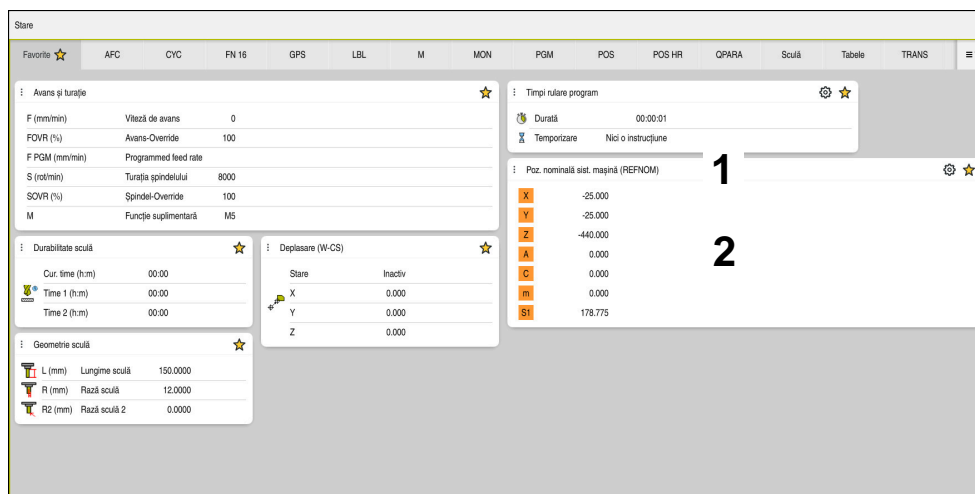 Stare
Favorite AFC CYC FN 16 GPS LBL M MON PGM POS POS HR QPARA Sculă Tabele TRANS
Avans și turație
F (mm/min) Viteză de avans 0
FOVR (%) Avans-Override 100
F PGM (mm/min) Programmed feed rate
S (rot/min) Turația spindelului 8000
SOVR (%) Șpindel-Override 100
M Funcție suplimentară M5
Timpi rulare program
Durată 00:00:01
Temporizare Nici o instrucțiune
1
Poz. nominală sist. mașină (REFNOM)
X -25.000
Y -25.000
Z -440.000
A 0.000
C 0.000
m 0.000
S1 178.775
2
Durabilitate sculă
Cur. time (h:m) 00:00
Time 1 (h:m) 00:00
Time 2 (h:m) 00:00
Deplasare (W-CS)
Stare Inactiv
X 0.000
Y 0.000
Z 0.000
Geometrie sculă
L (mm) Lungime sculă 150.0000
R (mm) Rază sculă 12.0000
R2 (mm) Rază sculă 2 0.0000